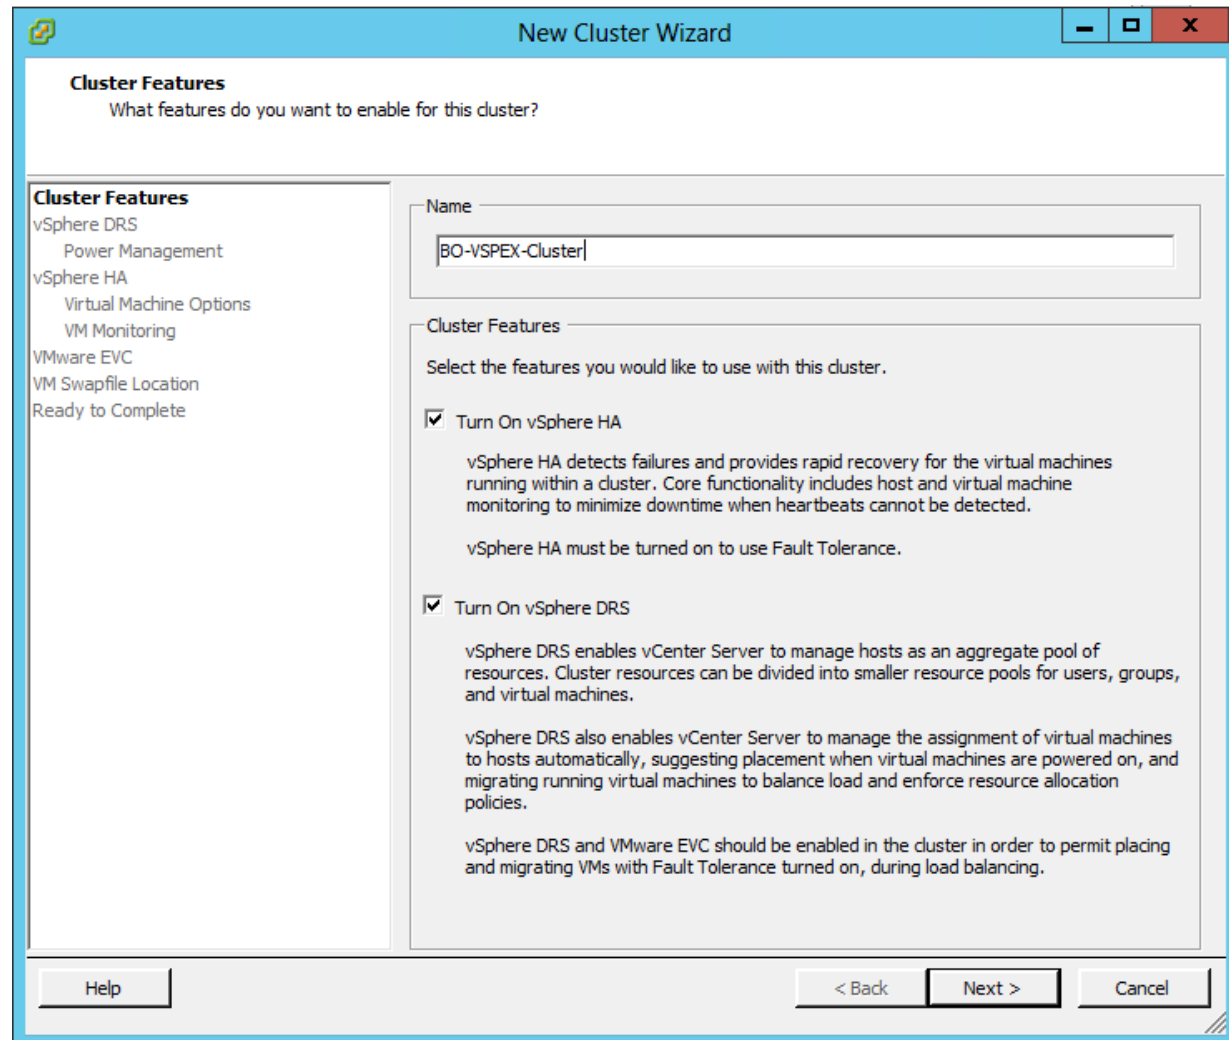 New Cluster Wizard
Cluster Features
What features do you want to enable for this cluster?
Cluster Features
vSphere DRS
Power Management
vSphere HA
Virtual Machine Options
VM Monitoring
VMware EVC
VM Swapfile Location
Ready to Complete
Name
BO-VSPEX-Cluster
Cluster Features
Select the features you would like to use with this cluster.
Turn On vSphere HA
vSphere HA detects failures and provides rapid recovery for the virtual machines
running within a cluster. Core functionality includes host and virtual machine
monitoring to minimize downtime when heartbeats cannot be detected.
vSphere HA must be turned on to use Fault Tolerance.
Turn On vSphere DRS
vSphere DRS enables vCenter Server to manage hosts as an aggregate pool of
resources. Cluster resources can be divided into smaller resource pools for users, groups,
and virtual machines.
vSphere DRS also enables vCenter Server to manage the assignment of virtual machines
to hosts automatically, suggesting placement when virtual machines are powered on, and
migrating running virtual machines to balance load and enforce resource allocation
policies.
vSphere DRS and VMware EVC should be enabled in the cluster in order to permit placing
and migrating VMs with Fault Tolerance turned on, during load balancing.
Help
< Back
Next >
Cancel